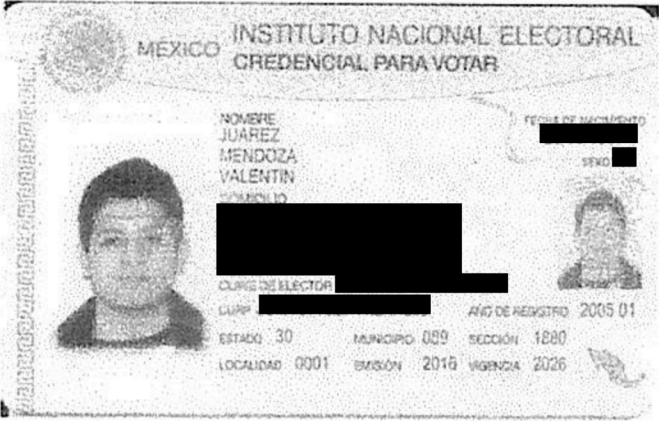 MÉXICO INSTITUTO NACIONAL ELECTORAL
CREDENCIAL PARA VOTAR
NOMBRE
JUAREZ
MENDOZA
VALENTIN
FECHA DE NACIMIENTO
SEXO
DOMICILIO
CLAVE DE ELECTOR
CURP AÑO DE REGISTRO 2005 01
ESTADO 30 MUNICIPIO 089 SECCIÓN 1880
LOCALIDAD 0001 EMISIÓN 2016 VIGENCIA 2026